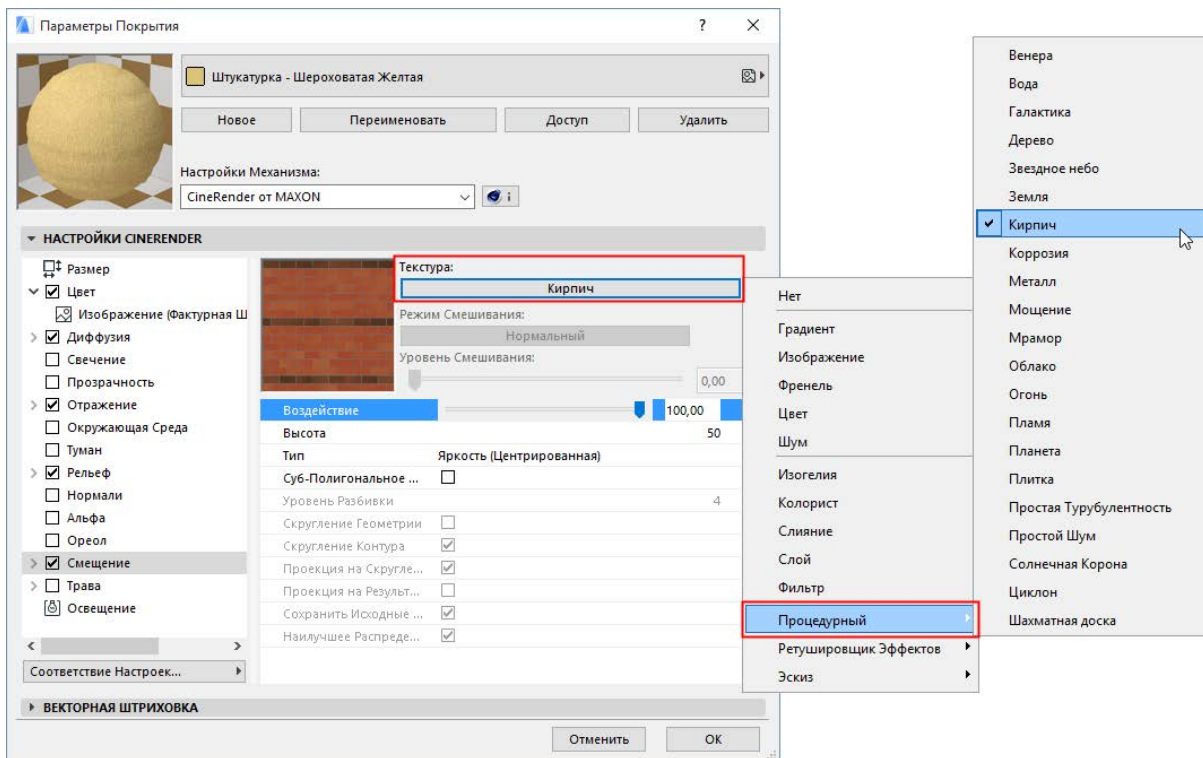 Параметры Покрытия
?
Штукатурка - Шероховатая Желтая
Новое
Переименовать
Доступ
Удалить
Настройки Механизма:
CineRender от MAXON
i
НАСТРОЙКИ CINERENDER
Размер
Цвет
Изображение (Фактурная Ш
Диффузия
Свечение
Прозрачность
Отражение
Окружающая Среда
Туман
Рельеф
Нормали
Альфа
Ореол
Смещение
Трава
Освещение
Соответствие Настроек...
Текстура:
Кирпич
Режим Смешивания:
Нормальный
Уровень Смешивания:
0,00
Воздействие 100,00
Высота 50
Тип Яркость (Центрированная)
Суб-Полигональное ...
Уровень Разбивки 4
Скругление Геометрии
Скругление Контура
Проекция на Скругле...
Проекция на Результ...
Сохранить Исходные ...
Наилучшее Распреде...
ВЕКТОРНАЯ ШТРИХОВКА
Отменить
OK
Нет
Градиент
Изображение
Френель
Цвет
Шум
Изогелия
Колорист
Слияние
Слой
Фильтр
Процедурный
Ретушировщик Эффектов
Эскиз
Венера
Вода
Галактика
Дерево
Звездное небо
Земля
Кирпич
Коррозия
Металл
Мощение
Мрамор
Облако
Огонь
Пламя
Планета
Плитка
Простая Турубулентность
Простой Шум
Солнечная Корона
Циклон
Шахматная доска